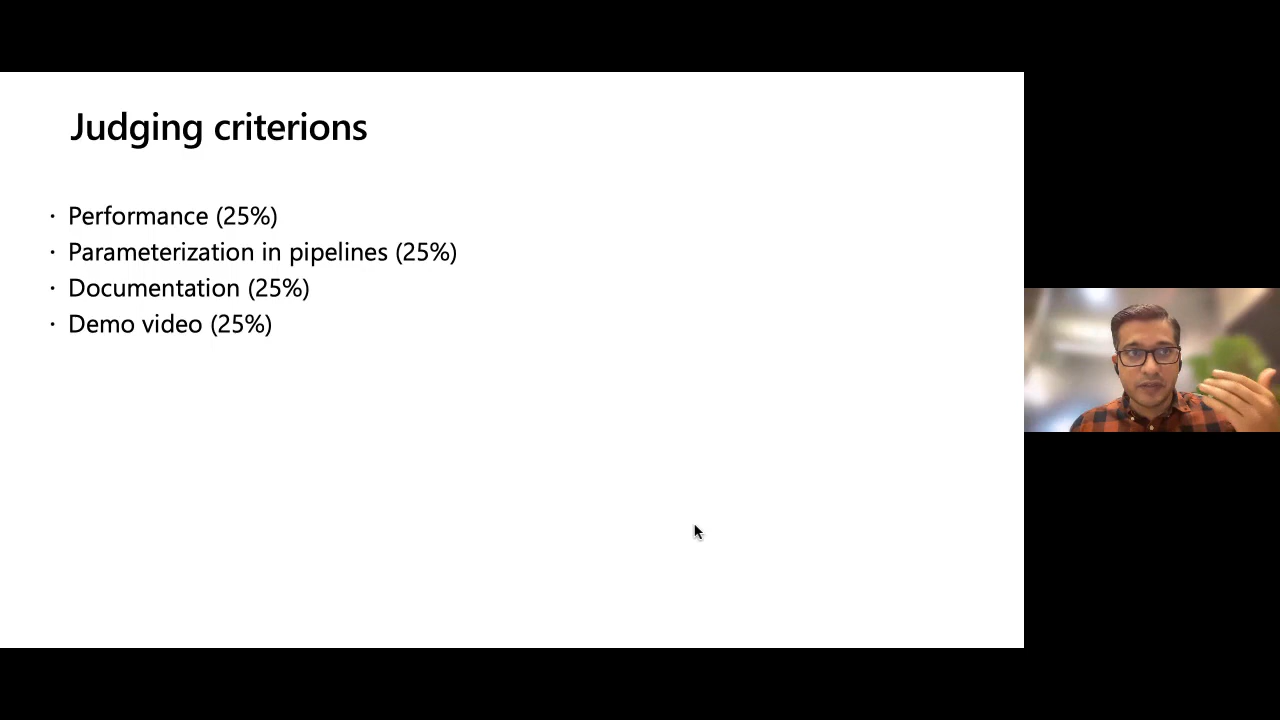 Judging criterions
· Performance (25%)
· Parameterization in pipelines (25%)
· Documentation (25%)
· Demo video (25%)